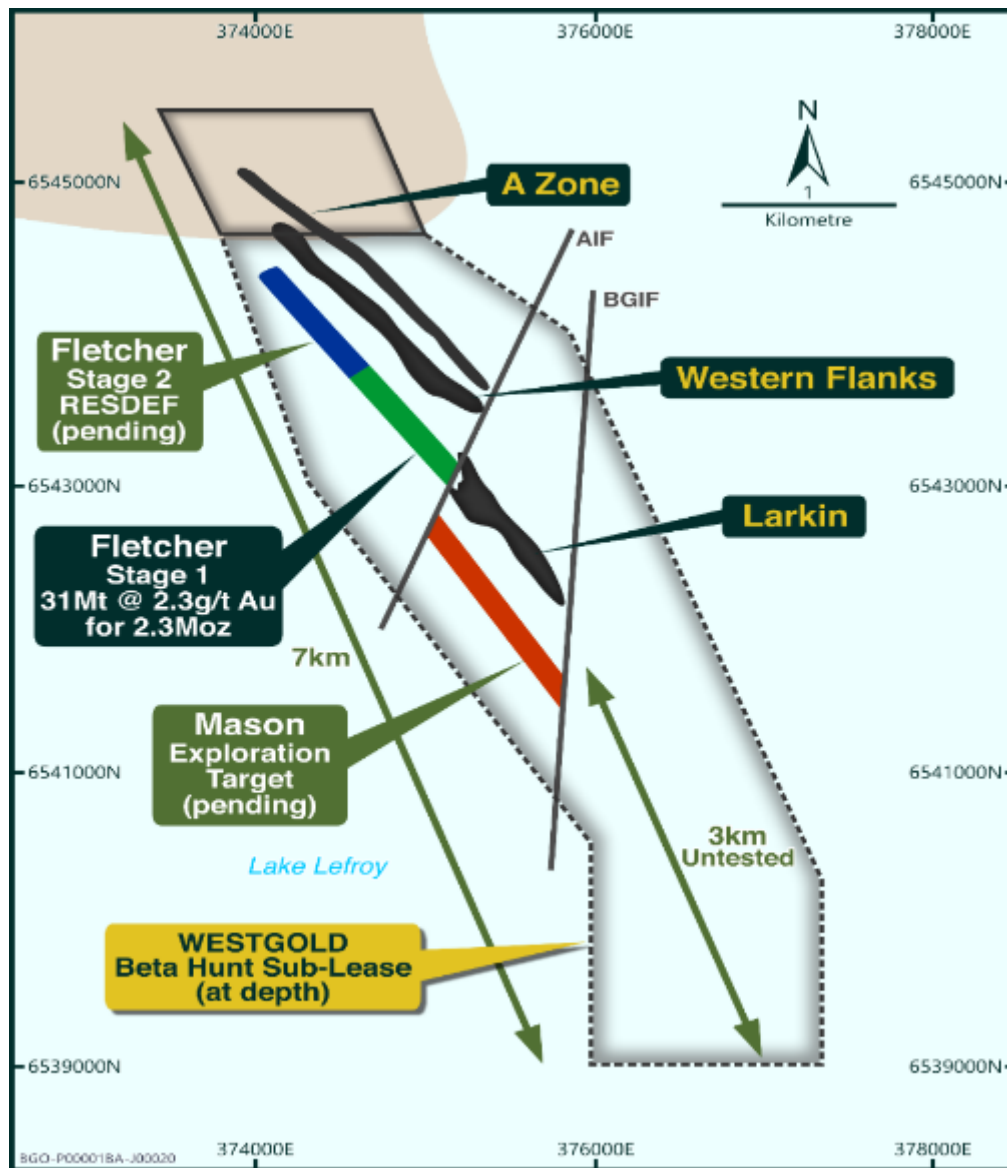 374000E
376000E
378000E
N
1
Kilometre
6545000N
6545000N
A Zone
AIF
BGIF
Fletcher
Stage 2
RESDEF
(pending)
Western Flanks
6543000N
6543000N
Larkin
Fletcher
Stage 1
31Mt @ 2.3g/t Au
for 2.3Moz
7km
Mason
Exploration
Target
(pending)
6541000N
6541000N
3km
Untested
Lake Lefroy
WESTGOLD
Beta Hunt Sub-Lease
(at depth)
6539000N
6539000N
374000E
376000E
378000E
BGO-P00001BA-J00020